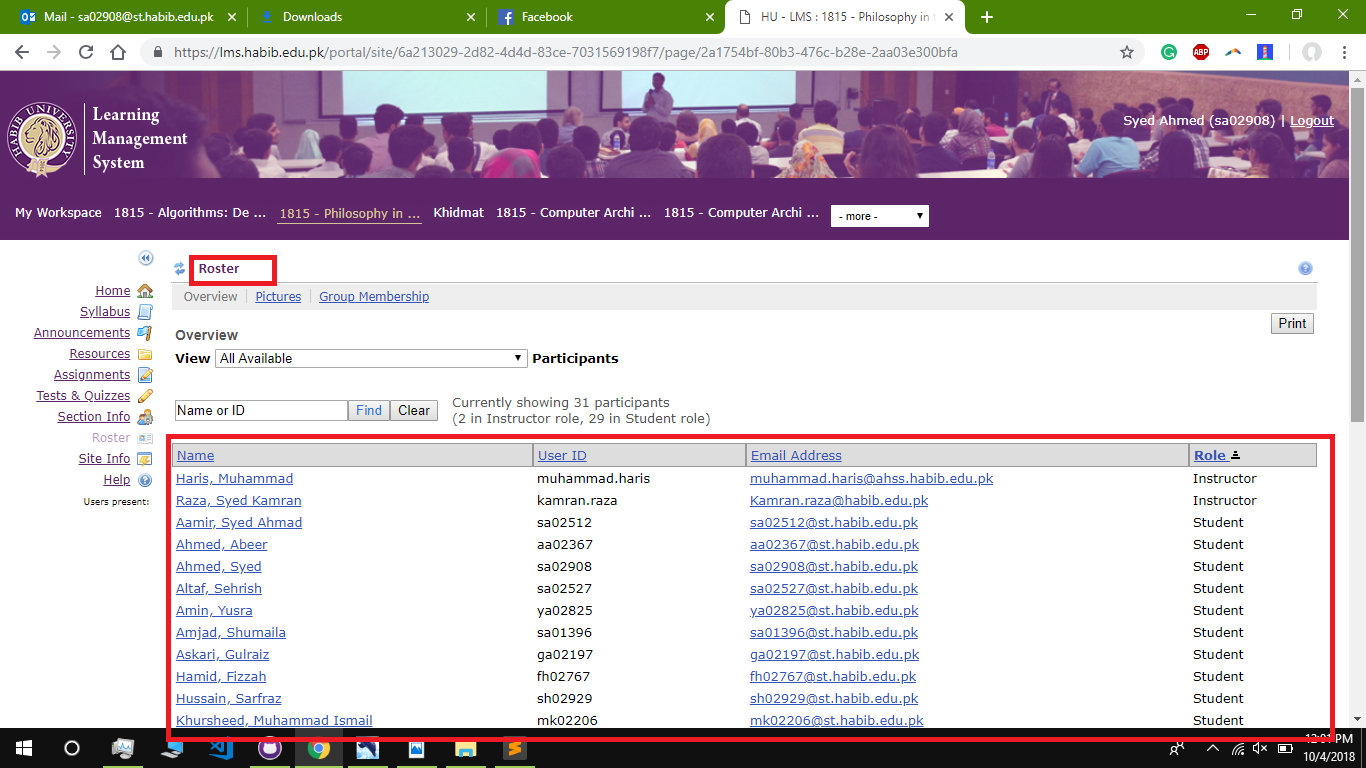 Mail - sa02908@st.habib.edu.pk
Downloads
Facebook
HU - LMS : 1815 - Philosophy in
https://lms.habib.edu.pk/portal/site/6a213029-2d82-4d4d-83ce-7031569198f7/page/2a1754bf-80b3-476c-b28e-2aa03e300bfa
ABP
HABIB UNIVERSITY
Learning
Management
System
Syed Ahmed (sa02908) | Logout
My Workspace 1815 - Algorithms: De ... 1815 - Philosophy in ... Khidmat 1815 - Computer Archi ... 1815 - Computer Archi ... - more -
Roster
Home
Syllabus
Announcements
Resources
Assignments
Tests & Quizzes
Section Info
Roster
Site Info
Help
Users present:
Overview Pictures Group Membership
Print
Overview
View All Available Participants
Name or ID Find Clear
Currently showing 31 participants
(2 in Instructor role, 29 in Student role)
Name User ID Email Address Role
Haris, Muhammad muhammad.haris muhammad.haris@ahss.habib.edu.pk Instructor
Raza, Syed Kamran kamran.raza Kamran.raza@habib.edu.pk Instructor
Aamir, Syed Ahmad sa02512 sa02512@st.habib.edu.pk Student
Ahmed, Abeer aa02367 aa02367@st.habib.edu.pk Student
Ahmed, Syed sa02908 sa02908@st.habib.edu.pk Student
Altaf, Sehrish sa02527 sa02527@st.habib.edu.pk Student
Amin, Yusra ya02825 ya02825@st.habib.edu.pk Student
Amjad, Shumaila sa01396 sa01396@st.habib.edu.pk Student
Askari, Gulraiz ga02197 ga02197@st.habib.edu.pk Student
Hamid, Fizzah fh02767 fh02767@st.habib.edu.pk Student
Hussain, Sarfraz sh02929 sh02929@st.habib.edu.pk Student
Khursheed, Muhammad Ismail mk02206 mk02206@st.habib.edu.pk Student
12:01 PM
10/4/2018